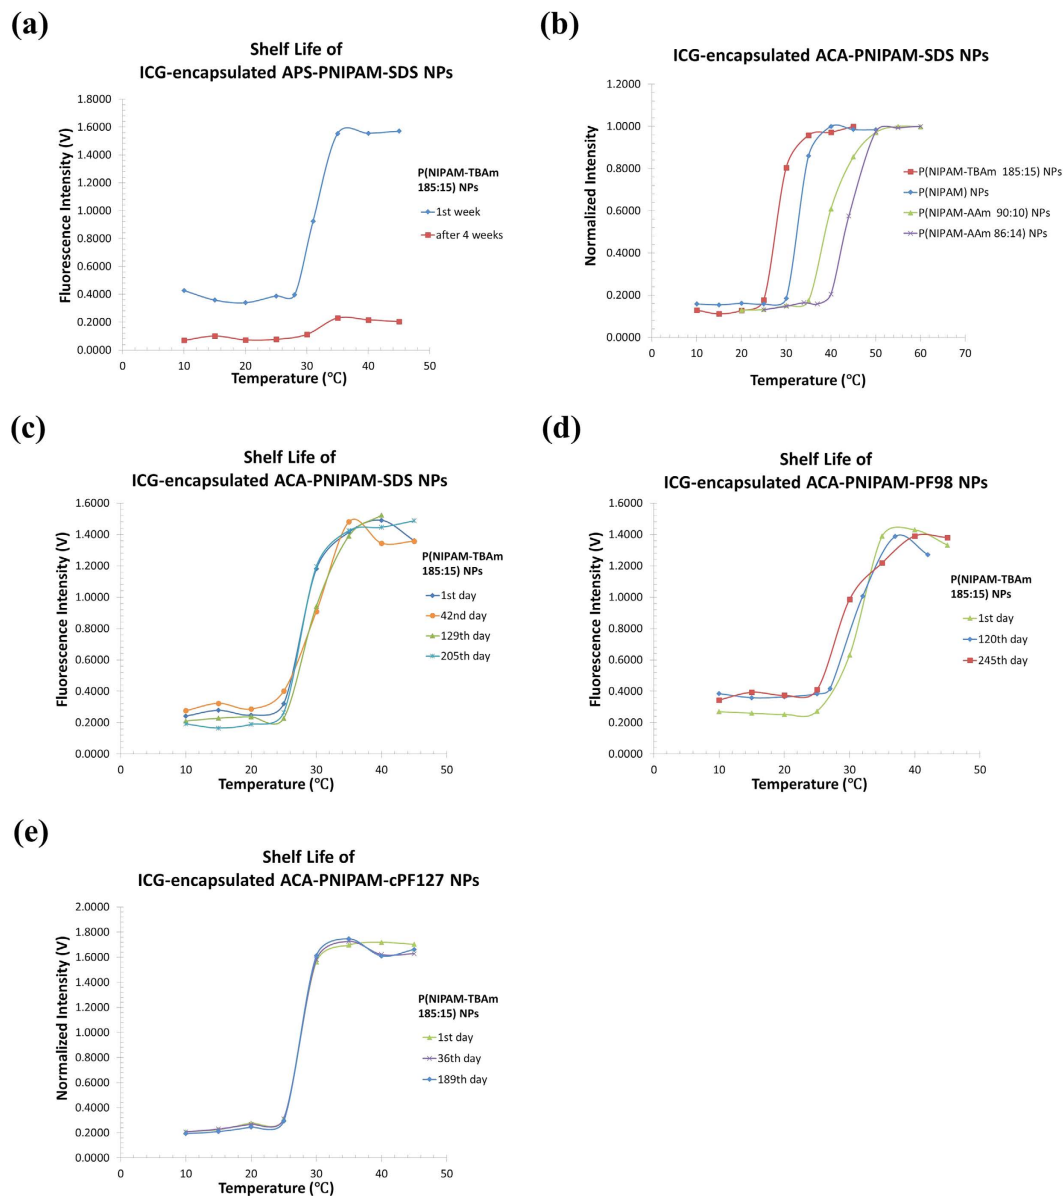 (a)
Shelf Life of
ICG-encapsulated APS-PNIPAM-SDS NPs
Fluorescence Intensity (V)
1.8000
1.6000
1.4000
1.2000
1.0000
0.8000
0.6000
0.4000
0.2000
0.0000
0 10 20 30 40 50
Temperature (℃)
P(NIPAM-TBAm
185:15) NPs
1st week
after 4 weeks
(b)
ICG-encapsulated ACA-PNIPAM-SDS NPs
Normalized Intensity
1.2000
1.0000
0.8000
0.6000
0.4000
0.2000
0.0000
0 10 20 30 40 50 60 70
Temperature (℃)
P(NIPAM-TBAm 185:15) NPs
P(NIPAM) NPs
P(NIPAM-AAm 90:10) NPs
P(NIPAM-AAm 86:14) NPs
(c)
Shelf Life of
ICG-encapsulated ACA-PNIPAM-SDS NPs
Fluorescence Intensity (V)
1.6000
1.4000
1.2000
1.0000
0.8000
0.6000
0.4000
0.2000
0.0000
0 10 20 30 40 50
Temperature (℃)
P(NIPAM-TBAm
185:15) NPs
1st day
42nd day
129th day
205th day
(d)
Shelf Life of
ICG-encapsulated ACA-PNIPAM-PF98 NPs
Fluorescence Intensity (V)
1.6000
1.4000
1.2000
1.0000
0.8000
0.6000
0.4000
0.2000
0.0000
0 10 20 30 40 50
Temperature (℃)
P(NIPAM-TBAm
185:15) NPs
1st day
120th day
245th day
(e)
Shelf Life of
ICG-encapsulated ACA-PNIPAM-cPF127 NPs
Normalized Intensity (V)
2.0000
1.8000
1.6000
1.4000
1.2000
1.0000
0.8000
0.6000
0.4000
0.2000
0.0000
0 10 20 30 40 50
Temperature (℃)
P(NIPAM-TBAm
185:15) NPs
1st day
36th day
189th day